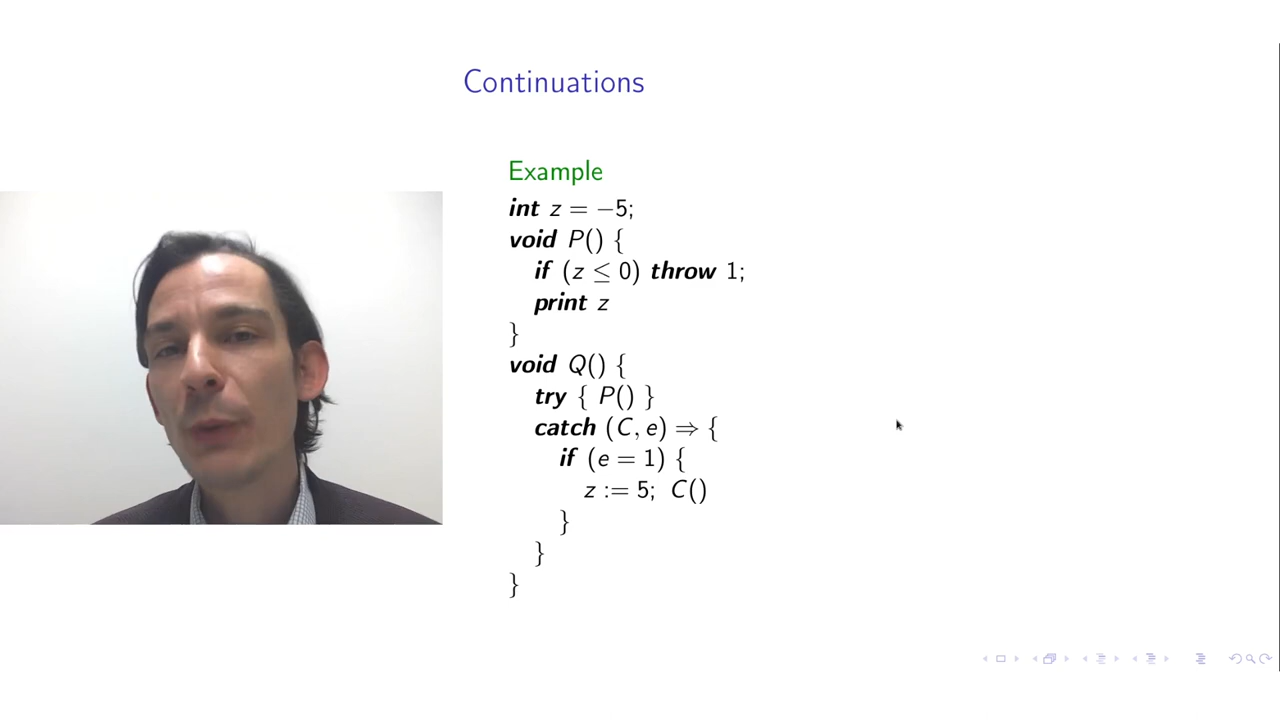 Continuations
Example
int z = −5;
void P() {
if (z ≤ 0) throw 1;
print z
}
void Q() {
try { P() }
catch (C, e) ⇒ {
if (e = 1) {
z := 5; C()
}
}
}